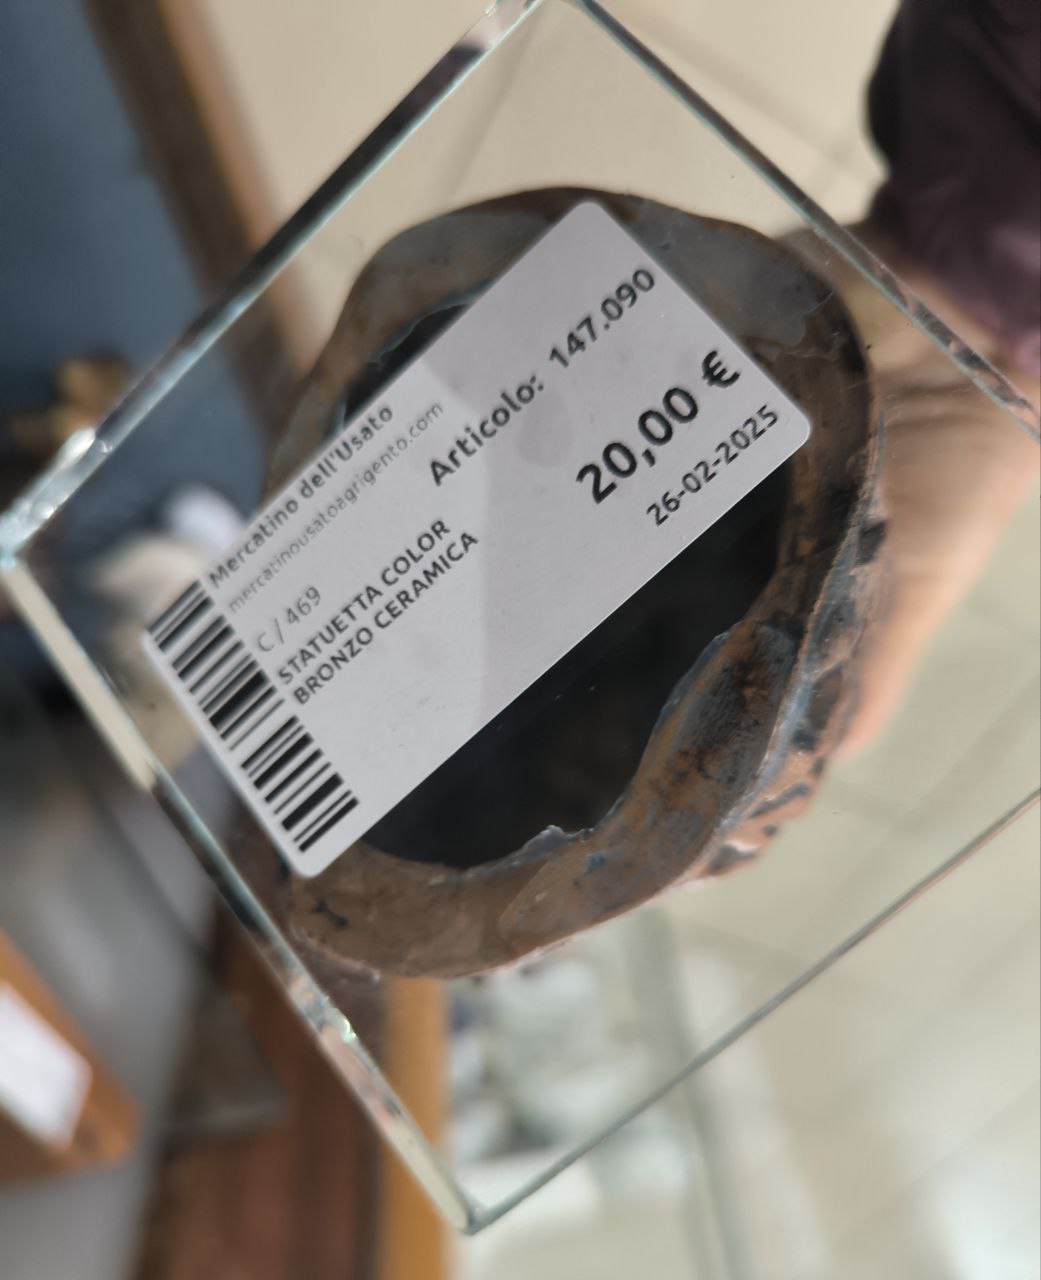 Mercatino dell'Usato
mercatinousatoagrigento.com
Articolo: 147.090
C / 469
STATUETTA COLOR
BRONZO CERAMICA
20,00 €
26-02-2025